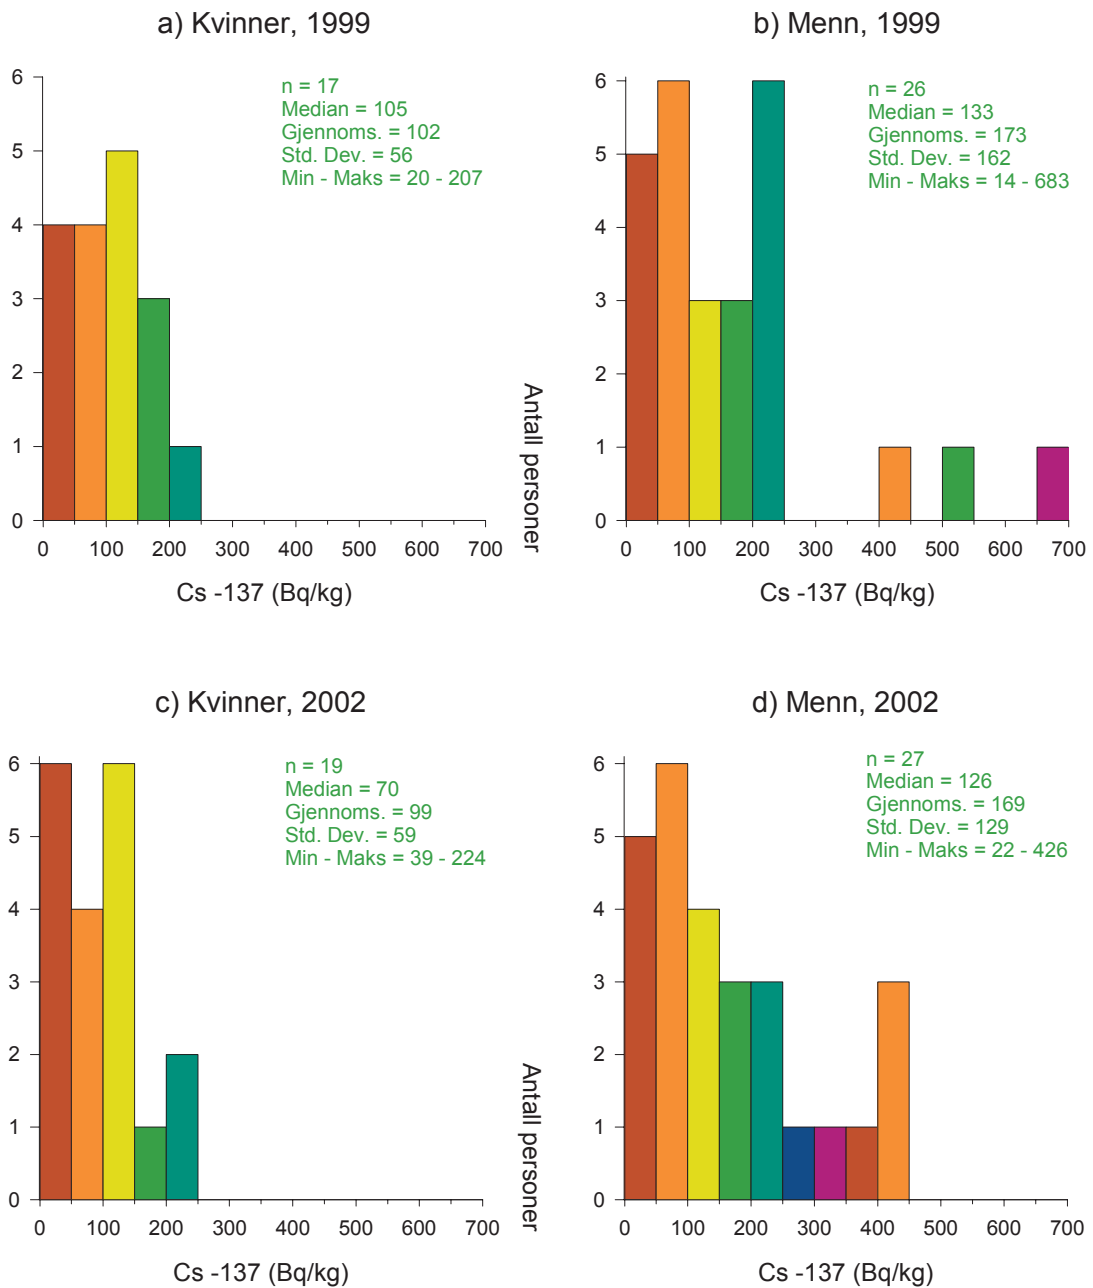 a) Kvinner, 1999
n = 17
Median = 105
Gjennoms. = 102
Std. Dev. = 56
Min - Maks = 20 - 207
6
5
4
3
2
1
0
0 100 200 300 400 500 600 700
Cs -137 (Bq/kg)
b) Menn, 1999
n = 26
Median = 133
Gjennoms. = 173
Std. Dev. = 162
Min - Maks = 14 - 683
Antall personer
6
5
4
3
2
1
0
0 100 200 300 400 500 600 700
Cs -137 (Bq/kg)
c) Kvinner, 2002
n = 19
Median = 70
Gjennoms. = 99
Std. Dev. = 59
Min - Maks = 39 - 224
6
5
4
3
2
1
0
0 100 200 300 400 500 600 700
Cs -137 (Bq/kg)
d) Menn, 2002
n = 27
Median = 126
Gjennoms. = 169
Std. Dev. = 129
Min - Maks = 22 - 426
Antall personer
6
5
4
3
2
1
0
0 100 200 300 400 500 600 700
Cs -137 (Bq/kg)